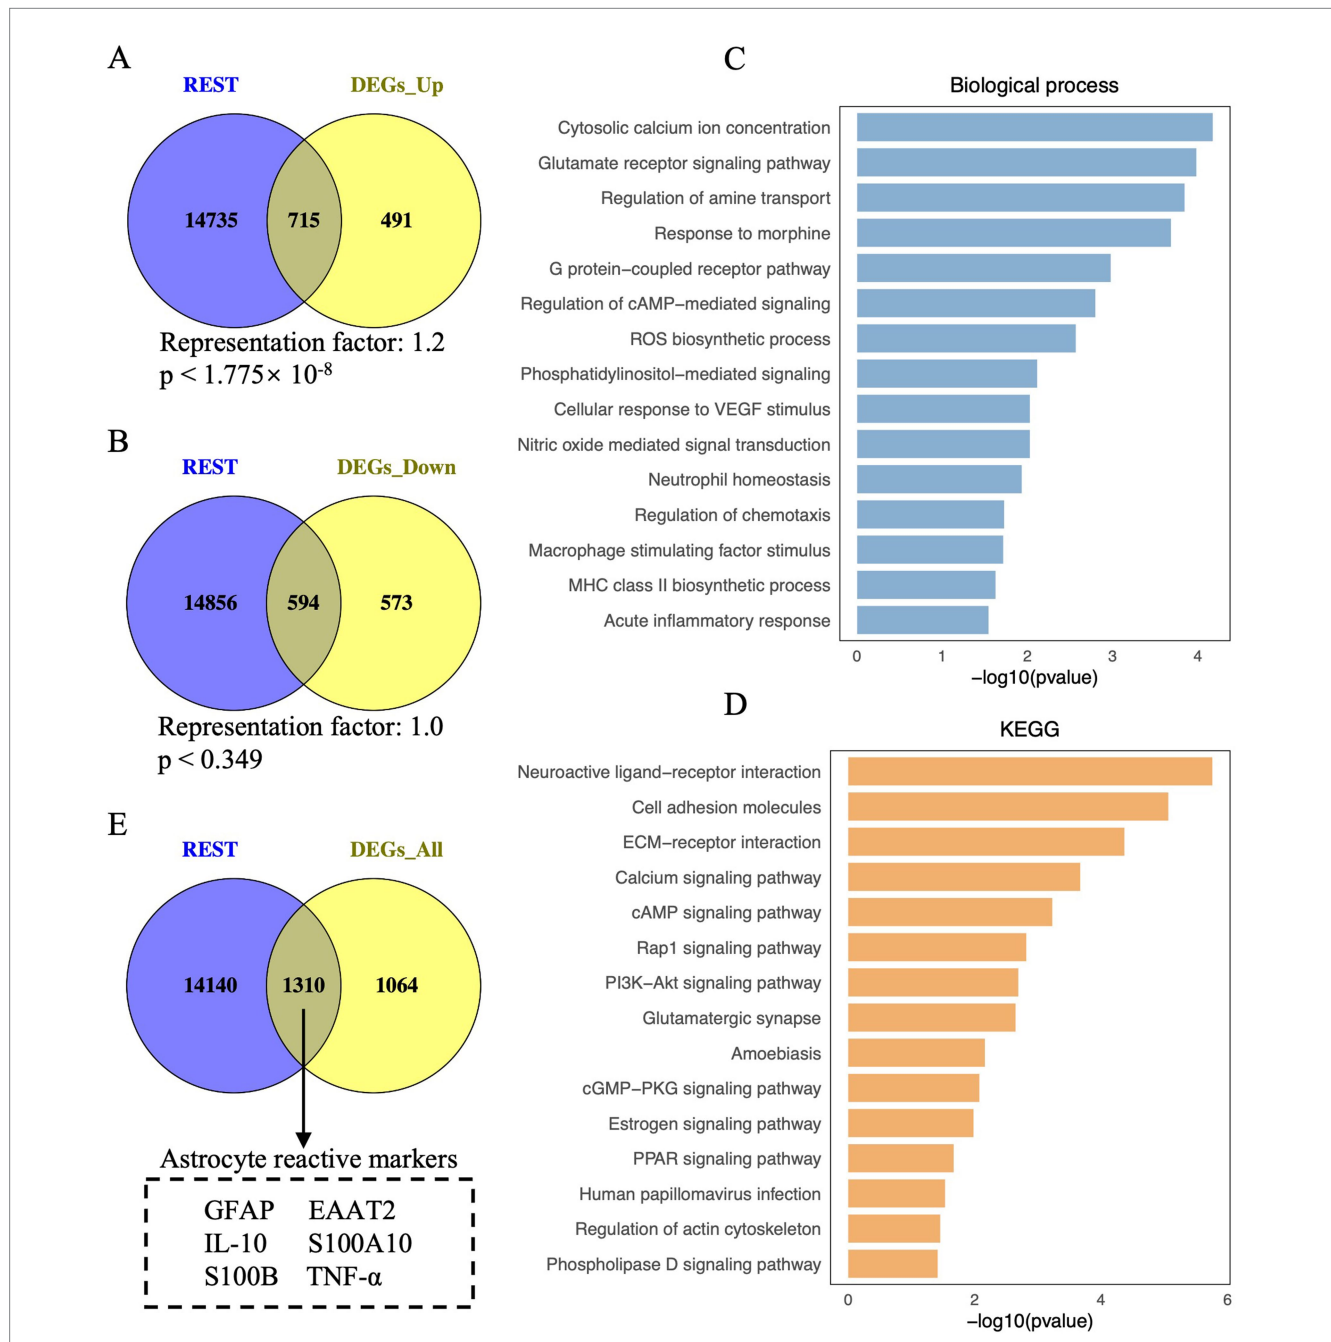 A
REST DEGs_Up
14735 715 491
Representation factor: 1.2
p < 1.775× 10-8
B
REST DEGs_Down
14856 594 573
Representation factor: 1.0
p < 0.349
E
REST DEGs_All
14140 1310 1064
Astrocyte reactive markers
GFAP EAAT2
IL-10 S100A10
S100B TNF-α
C
Biological process
Cytosolic calcium ion concentration
Glutamate receptor signaling pathway
Regulation of amine transport
Response to morphine
G protein−coupled receptor pathway
Regulation of cAMP−mediated signaling
ROS biosynthetic process
Phosphatidylinositol−mediated signaling
Cellular response to VEGF stimulus
Nitric oxide mediated signal transduction
Neutrophil homeostasis
Regulation of chemotaxis
Macrophage stimulating factor stimulus
MHC class II biosynthetic process
Acute inflammatory response
0 1 2 3 4
−log10(pvalue)
D
KEGG
Neuroactive ligand−receptor interaction
Cell adhesion molecules
ECM−receptor interaction
Calcium signaling pathway
cAMP signaling pathway
Rap1 signaling pathway
PI3K−Akt signaling pathway
Glutamatergic synapse
Amoebiasis
cGMP−PKG signaling pathway
Estrogen signaling pathway
PPAR signaling pathway
Human papillomavirus infection
Regulation of actin cytoskeleton
Phospholipase D signaling pathway
0 2 4 6
−log10(pvalue)